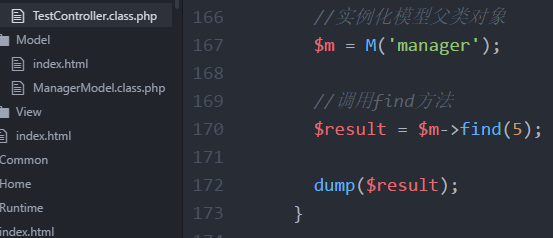 TestController.class.php
Model
index.html
ManagerModel.class.php
View
index.html
Common
Home
Runtime
index.html
166 //实例化模型父类对象
167 $m = M('manager');
168
169 //调用find方法
170 $result = $m->find(5);
171
172 dump($result);
173 }